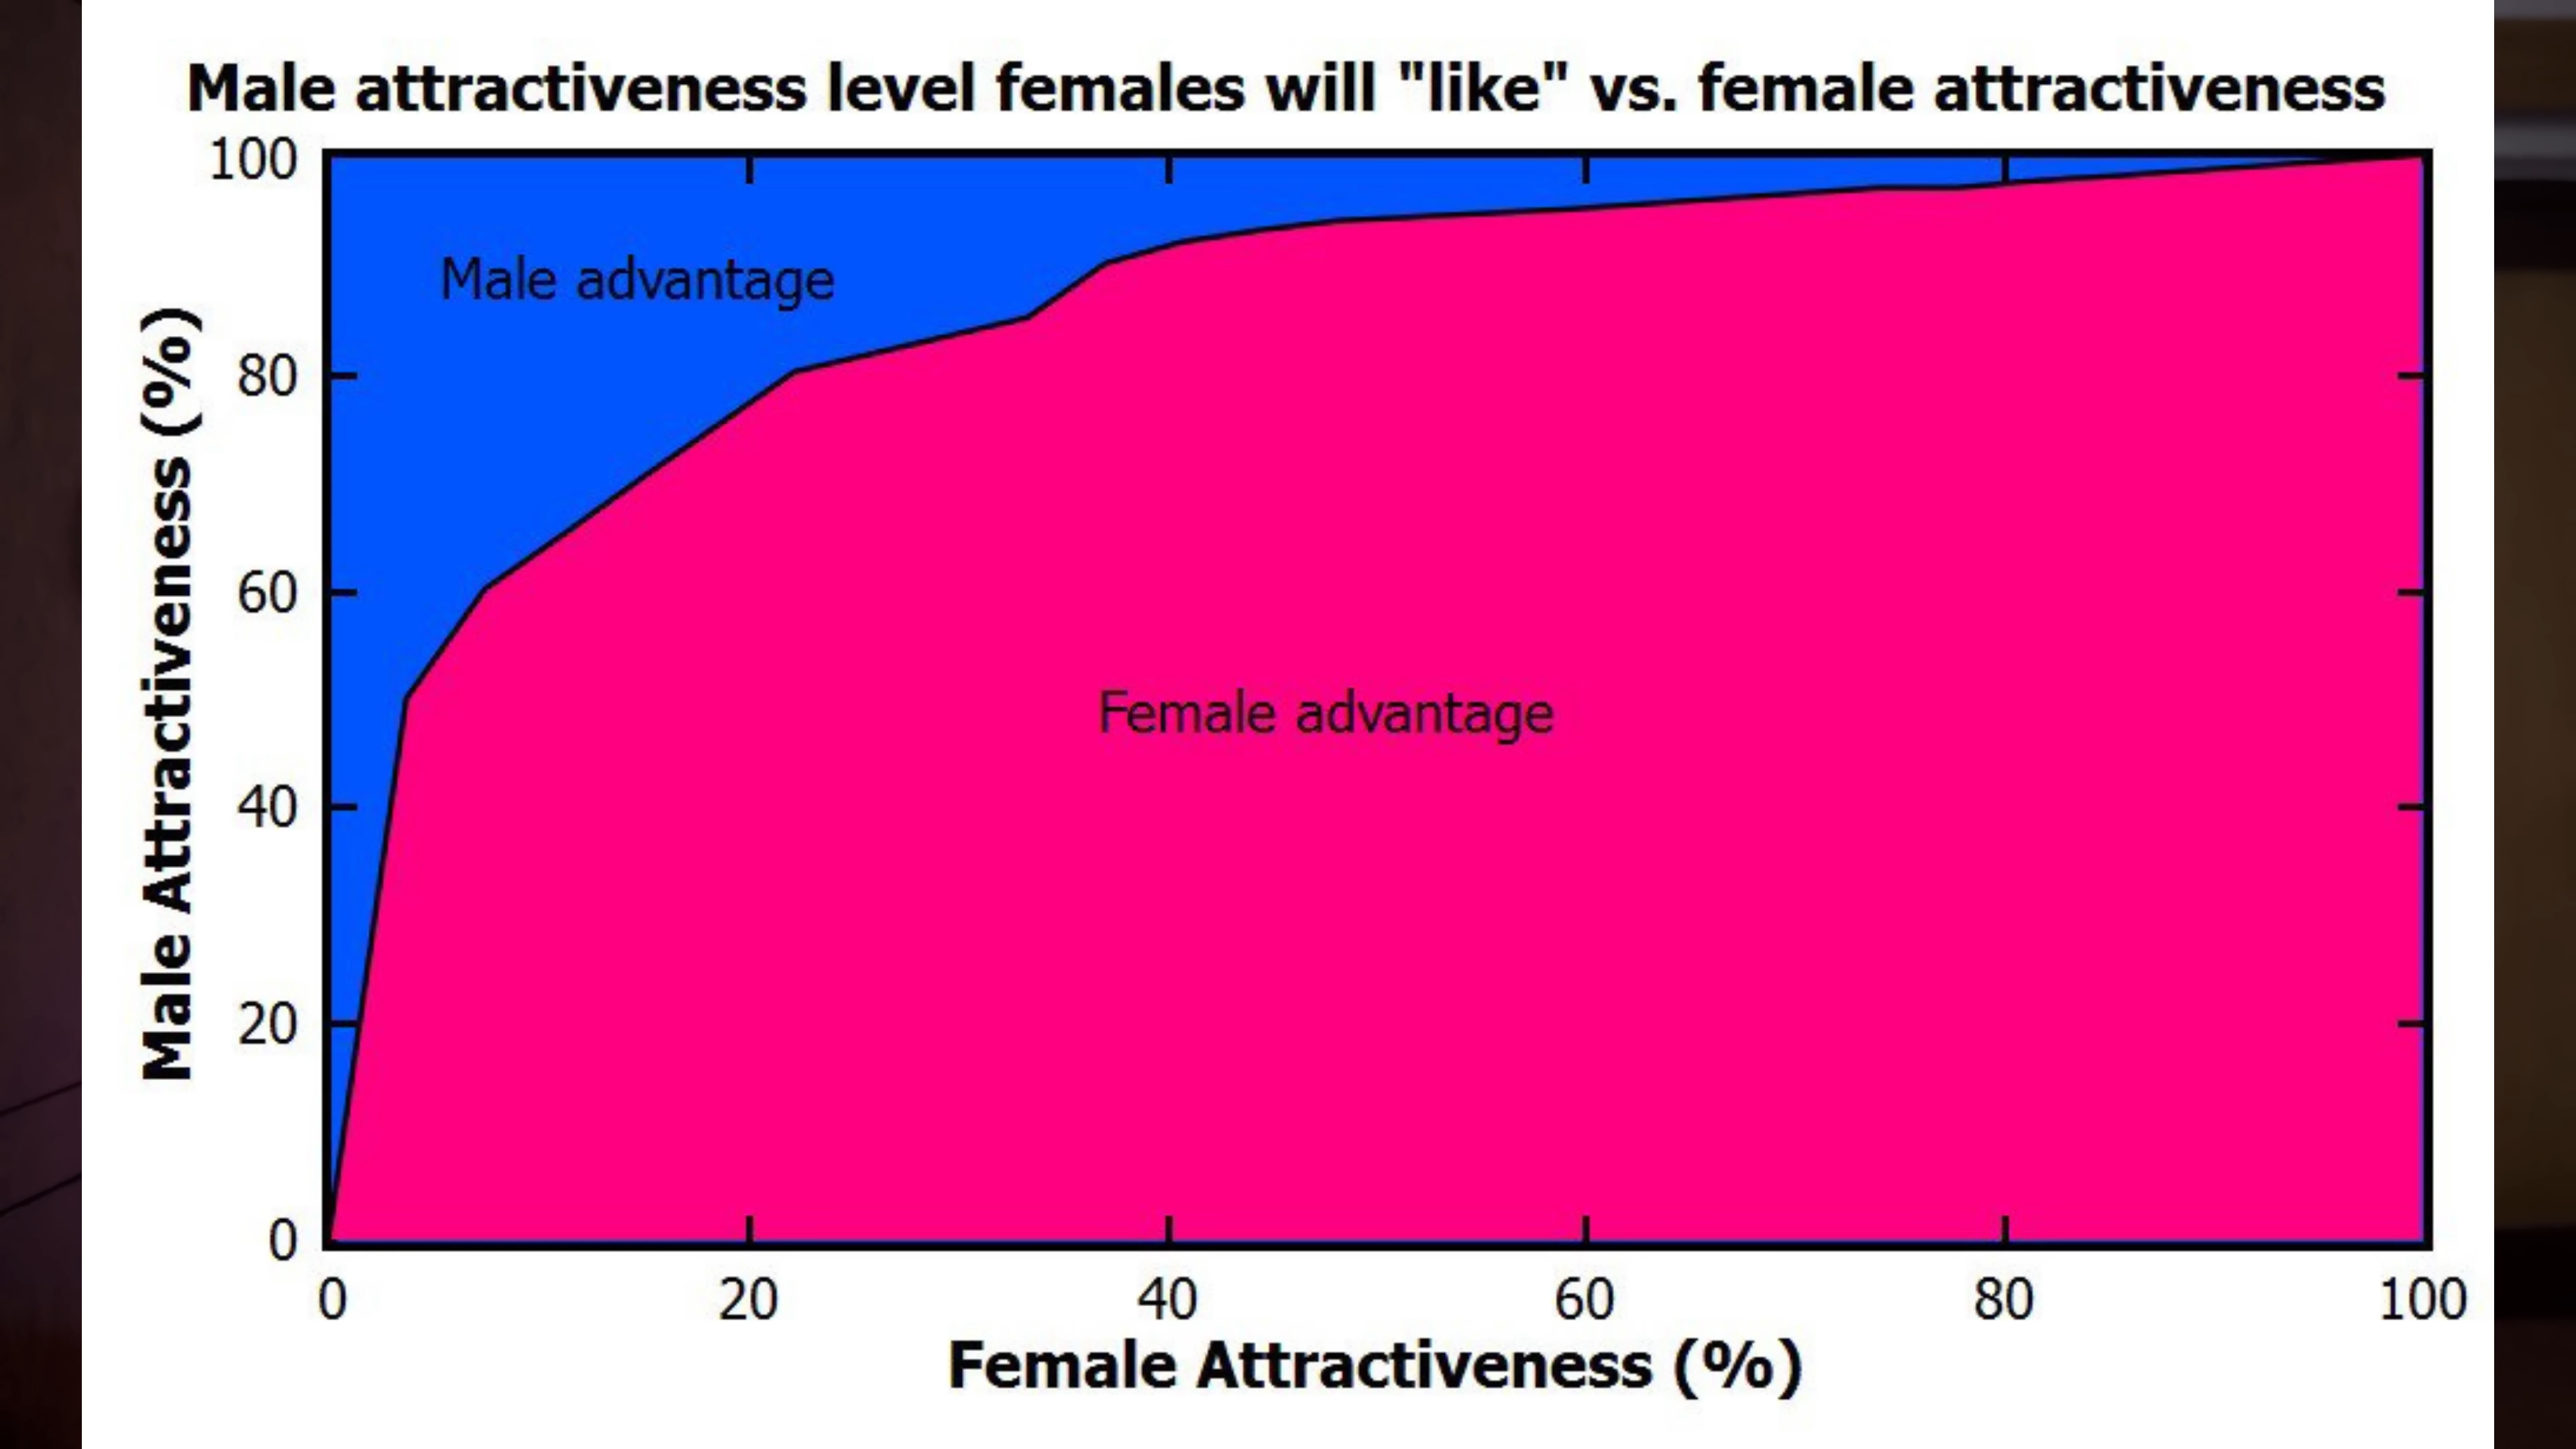 Male attractiveness level females will "like" vs. female attractiveness
100
80
60
40
20
0
Male Attractiveness (%)
Male advantage
Female advantage
0 20 40 60 80 100
Female Attractiveness (%)